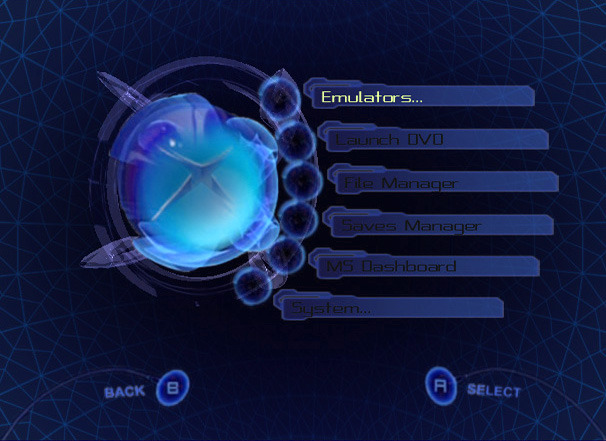 Emulators...
Launch DVD
File Manager
Saves Manager
MS Dashboard
System...
BACK B
A SELECT